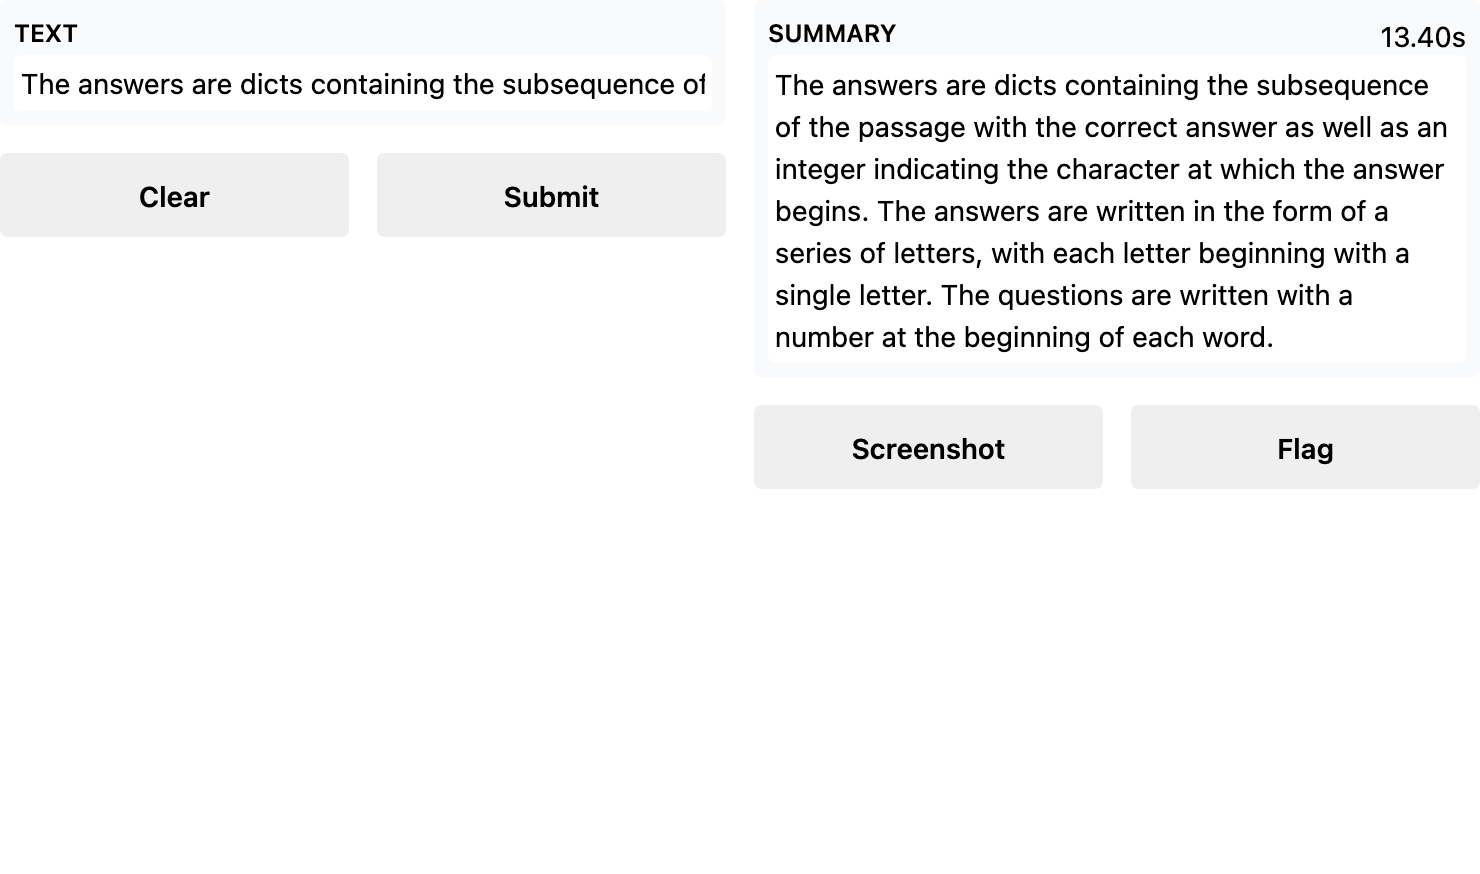 TEXT
The answers are dicts containing the subsequence of
Clear
Submit
SUMMARY
13.40s
The answers are dicts containing the subsequence
of the passage with the correct answer as well as an
integer indicating the character at which the answer
begins. The answers are written in the form of a
series of letters, with each letter beginning with a
single letter. The questions are written with a
number at the beginning of each word.
Screenshot
Flag